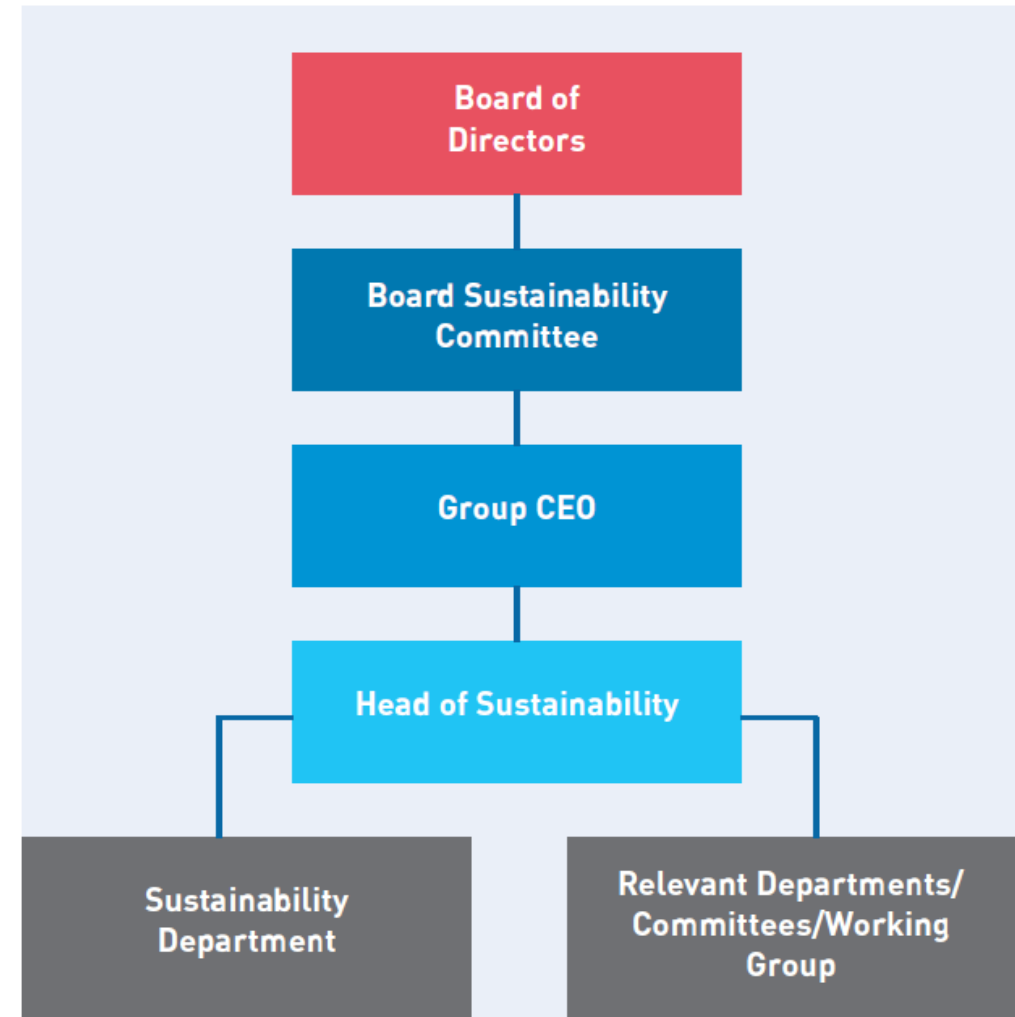 Board of
Directors
Board Sustainability
Committee
Group CEO
Head of Sustainability
Sustainability
Department
Relevant Departments/
Committees/Working
Group